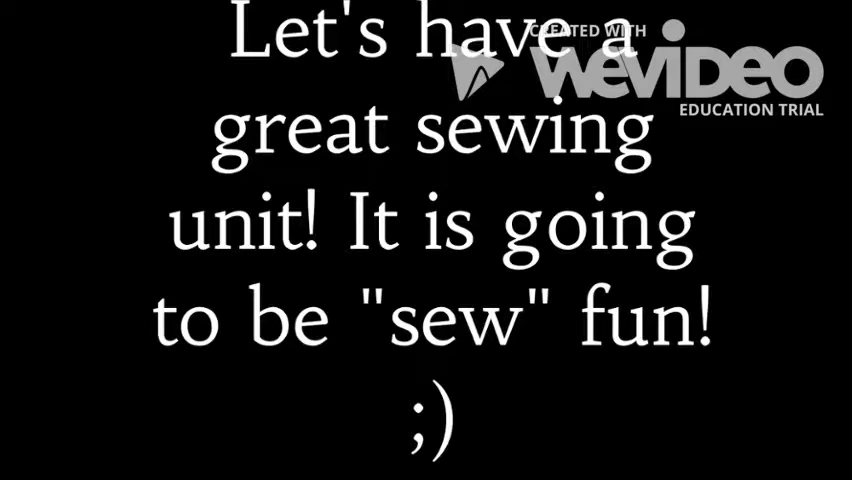 Let's have a
CREATED WITH
WEVIDEO
EDUCATION TRIAL
great sewing
unit! It is going
to be "sew" fun!
;)